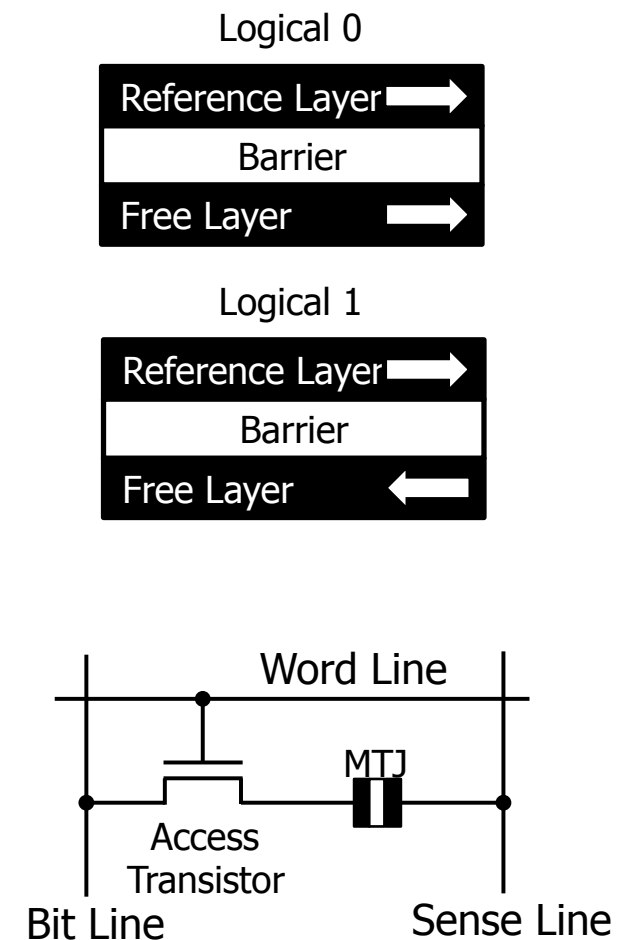 Logical 0
Reference Layer
Barrier
Free Layer
Logical 1
Reference Layer
Barrier
Free Layer
Word Line
MTJ
Access
Transistor
Bit Line
Sense Line